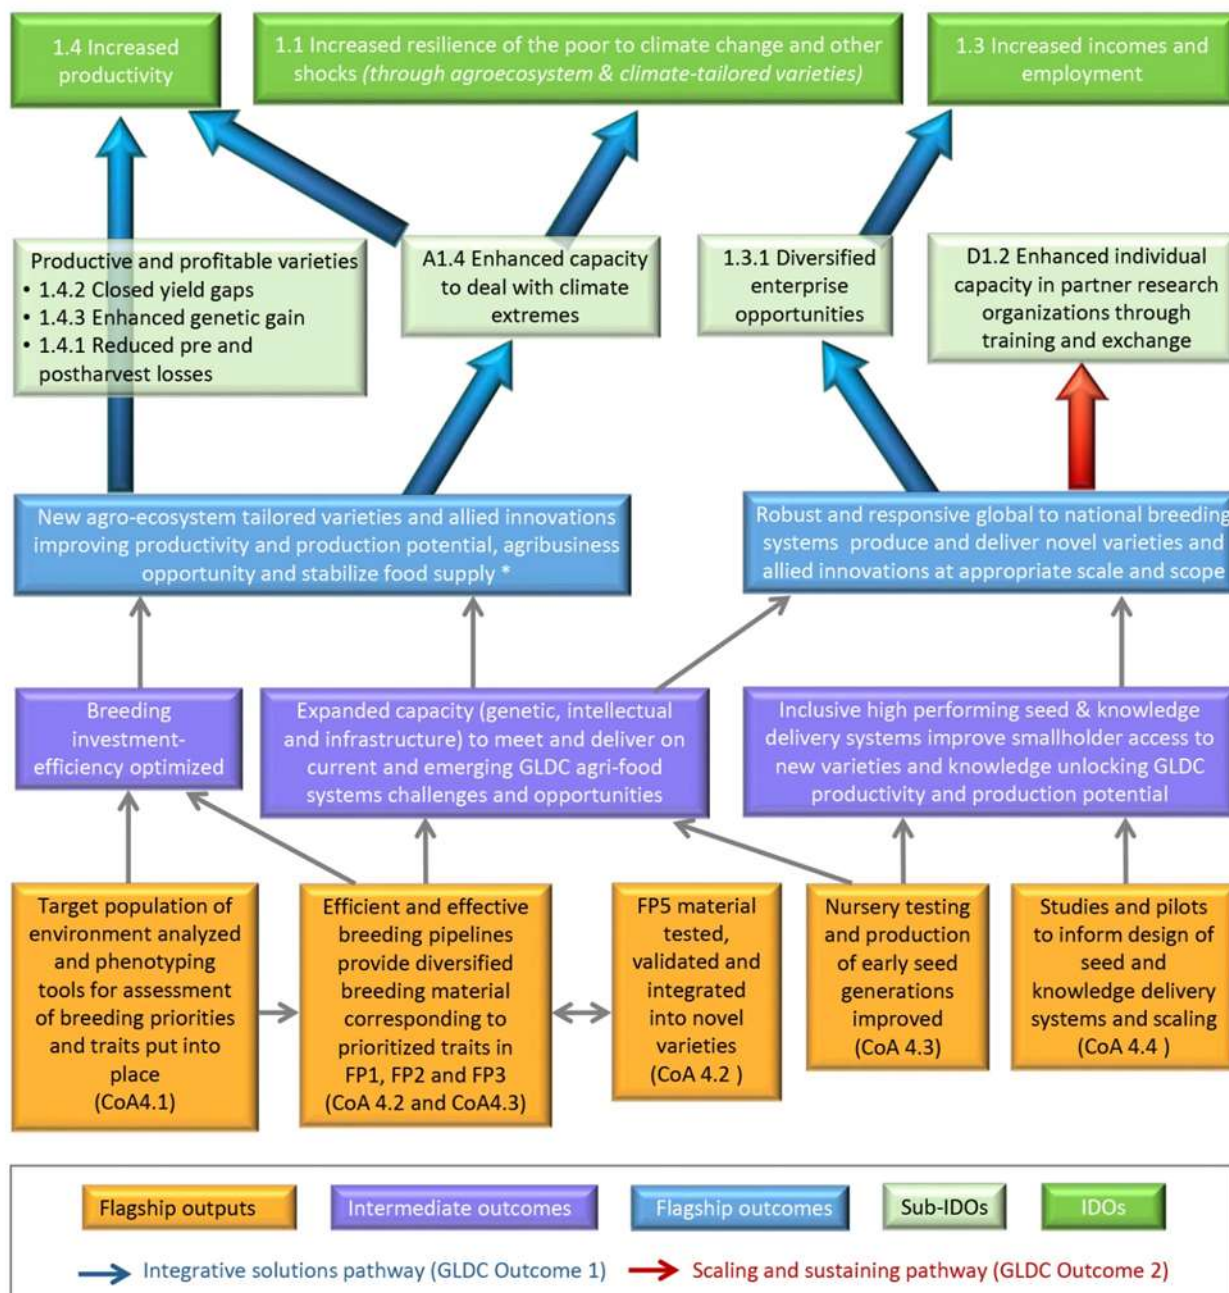 1.4 Increased
productivity
1.1 Increased resilience of the poor to climate change and other
shocks (through agroecosystem & climate-tailored varieties)
1.3 Increased incomes and
employment
Productive and profitable varieties
• 1.4.2 Closed yield gaps
• 1.4.3 Enhanced genetic gain
• 1.4.1 Reduced pre and
postharvest losses
A1.4 Enhanced capacity
to deal with climate
extremes
1.3.1 Diversified
enterprise
opportunities
D1.2 Enhanced individual
capacity in partner research
organizations through
training and exchange
New agro-ecosystem tailored varieties and allied innovations
improving productivity and production potential, agribusiness
opportunity and stabilize food supply *
Robust and responsive global to national breeding
systems produce and deliver novel varieties and
allied innovations at appropriate scale and scope
Breeding
investment-
efficiency optimized
Expanded capacity (genetic, intellectual
and infrastructure) to meet and deliver on
current and emerging GLDC agri-food
systems challenges and opportunities
Inclusive high performing seed & knowledge
delivery systems improve smallholder access to
new varieties and knowledge unlocking GLDC
productivity and production potential
Target population of
environment analyzed
and phenotyping
tools for assessment
of breeding priorities
and traits put into
place
(CoA4.1)
Efficient and effective
breeding pipelines
provide diversified
breeding material
corresponding to
prioritized traits in
FP1, FP2 and FP3
(CoA 4.2 and CoA4.3)
FP5 material
tested,
validated and
integrated
into novel
varieties
(CoA 4.2 )
Nursery testing
and production
of early seed
generations
improved
(CoA 4.3)
Studies and pilots
to inform design of
seed and
knowledge delivery
systems and scaling
(CoA 4.4 )
Flagship outputs
Intermediate outcomes
Flagship outcomes
Sub-IDOs
IDOs
Integrative solutions pathway (GLDC Outcome 1)
Scaling and sustaining pathway (GLDC Outcome 2)